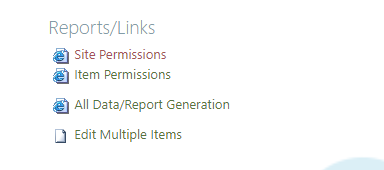 Reports/Links
Site Permissions
Item Permissions
All Data/Report Generation
Edit Multiple Items